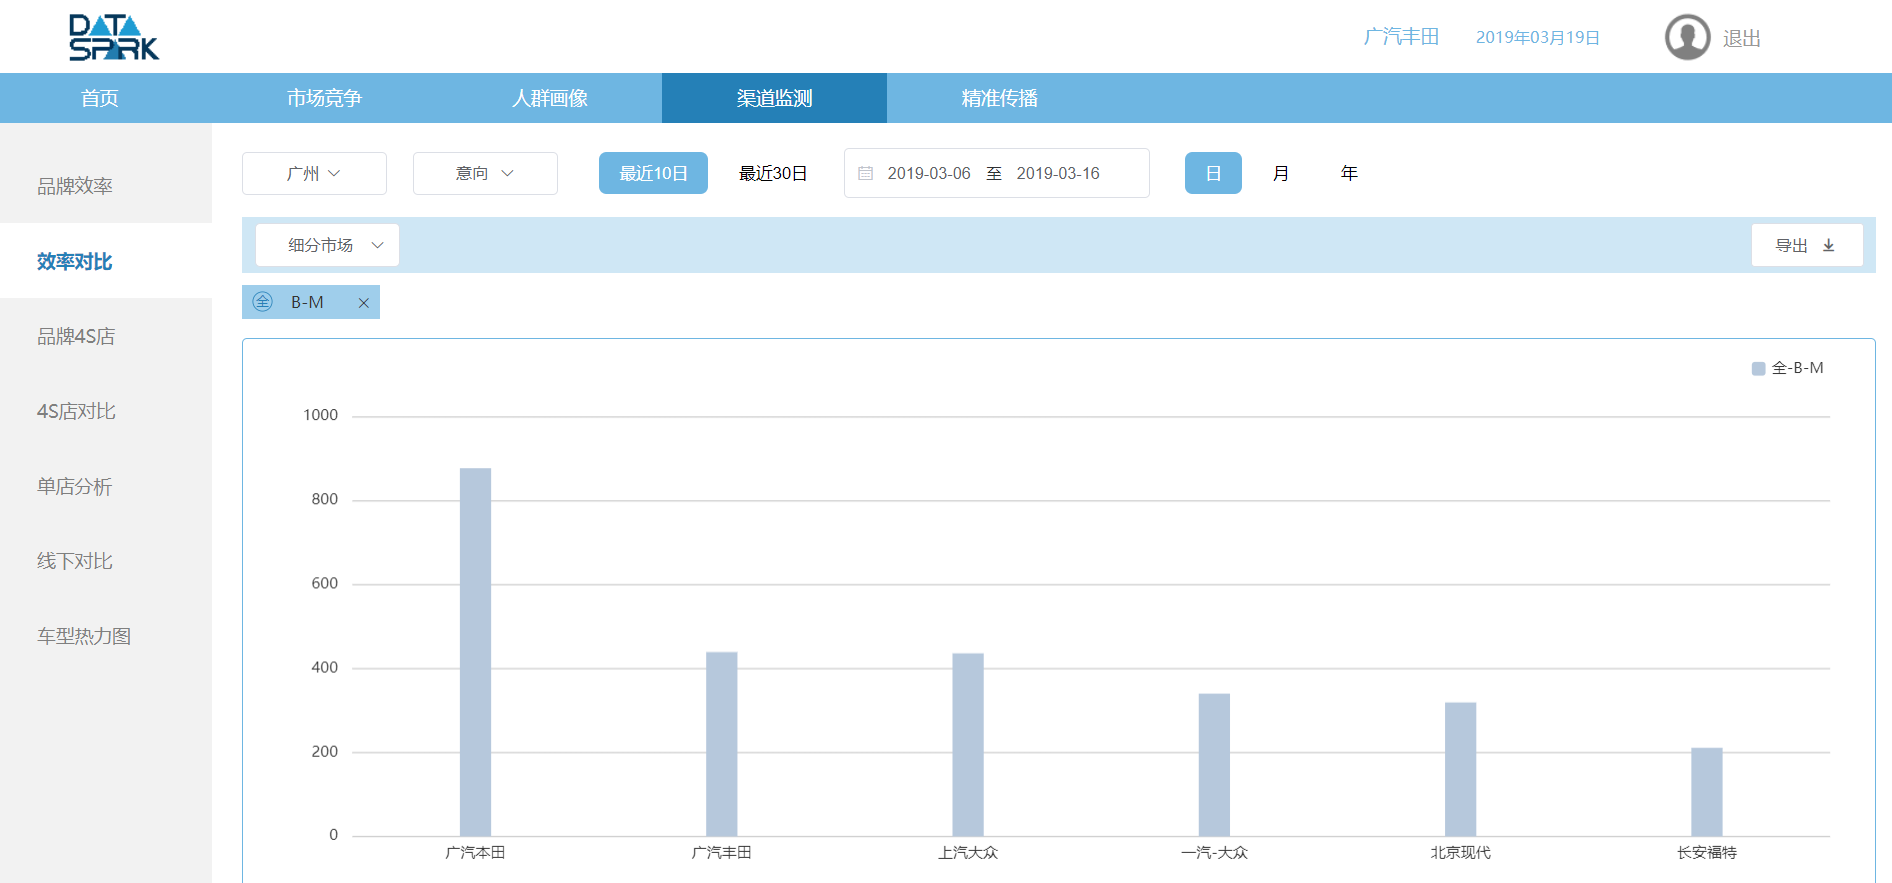 DATA
SPARK
广汽丰田 2019年03月19日 退出
首页 市场竞争 人群画像 渠道监测 精准传播
品牌效率
效率对比
品牌4S店
4S店对比
单店分析
线下对比
车型热力图
广州 意向 最近10日 最近30日 2019-03-06 至 2019-03-16 日 月 年
细分市场 导出
全 B-M ×
全-B-M
1000
800
600
400
200
0
广汽本田 广汽丰田 上汽大众 一汽-大众 北京现代 长安福特